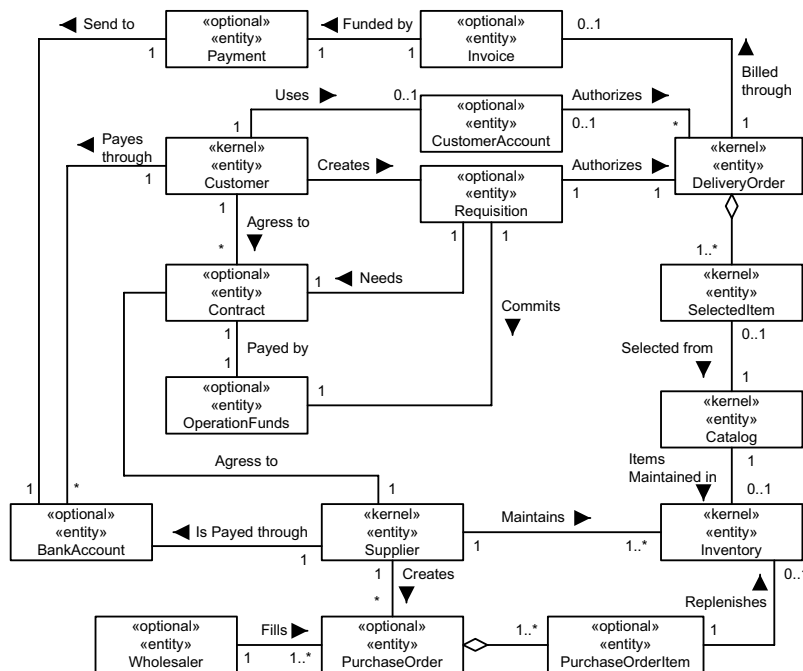 Send to
1
«optional»
«entity»
Payment
1
Funded by
1
«optional»
«entity»
Invoice
0..1
Billed
through
1
Uses
1
0..1
«optional»
«entity»
CustomerAccount
Authorizes
0..1
*
Payes
through
1
«kernel»
«entity»
Customer
Creates
«optional»
«entity»
Requisition
Authorizes
1
1
«kernel»
«entity»
DeliveryOrder
1
Agress to
*
1
1
1..*
«optional»
«entity»
Contract
1
Needs
Commits
«kernel»
«entity»
SelectedItem
0..1
1
Payed by
1
Selected from
1
«optional»
«entity»
OperationFunds
1
«kernel»
«entity»
Catalog
1
Items
Maintained in
0..1
Agress to
1
1
*
«optional»
«entity»
BankAccount
Is Payed through
1
«kernel»
«entity»
Supplier
Maintains
1
1..*
«kernel»
«entity»
Inventory
1
Creates
*
0..1
Replenishes
«optional»
«entity»
Wholesaler
Fills
1
1..*
«optional»
«entity»
PurchaseOrder
1..*
«optional»
«entity»
PurchaseOrderItem
1